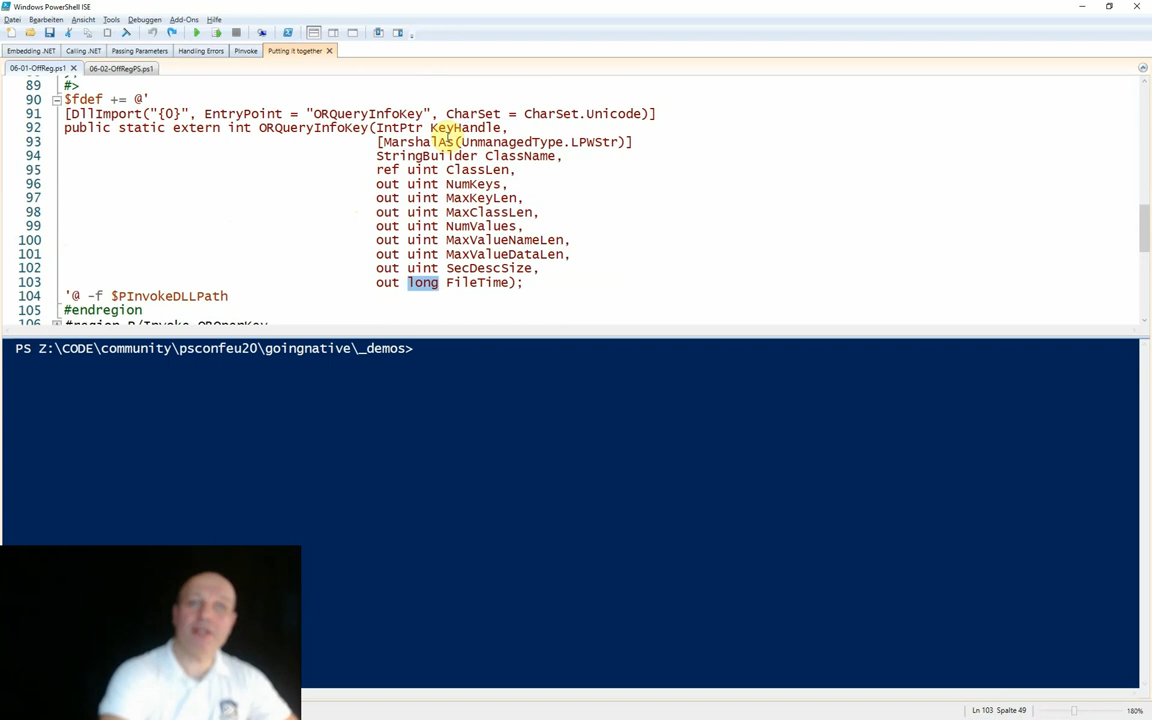 Windows PowerShell ISE
Datei Bearbeiten Ansicht Tools Debuggen Add-Ons Hilfe
Embedding .NET Calling .NET Passing Parameters Handling Errors PInvoke Putting it together
06-01-OffReg.ps1 06-02-OffRegPS.ps1
89 #>
90 $fdef += @'
91 [DllImport("{0}", EntryPoint = "ORQueryInfoKey", CharSet = CharSet.Unicode)]
92 public static extern int ORQueryInfoKey(IntPtr KeyHandle,
93 [MarshalAs(UnmanagedType.LPWStr)]
94 StringBuilder ClassName,
95 ref uint ClassLen,
96 out uint NumKeys,
97 out uint MaxKeyLen,
98 out uint MaxClassLen,
99 out uint NumValues,
100 out uint MaxValueNameLen,
101 out uint MaxValueDataLen,
102 out uint SecDescSize,
103 out long FileTime);
104 '@ -f $PInvokeDLLPath
105 #endregion
106 #region P/Invoke OROpenKey
PS Z:\CODE\community\psconfeu20\goingnative\_demos>
Ln 103 Spalte 49 180%